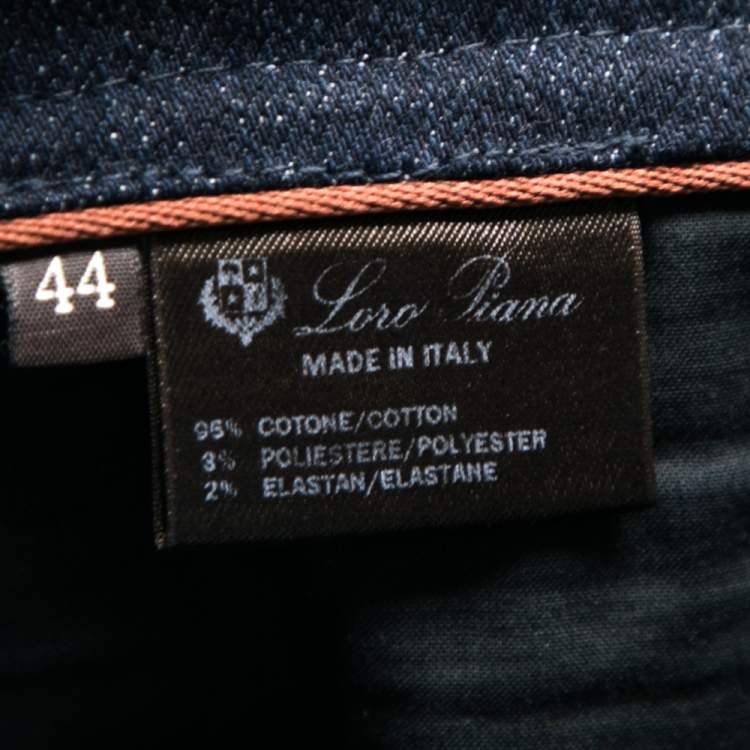 44
Loro Piana
MADE IN ITALY
95% COTONE/COTTON
3% POLIESTERE/POLYESTER
2% ELASTAN/ELASTANE